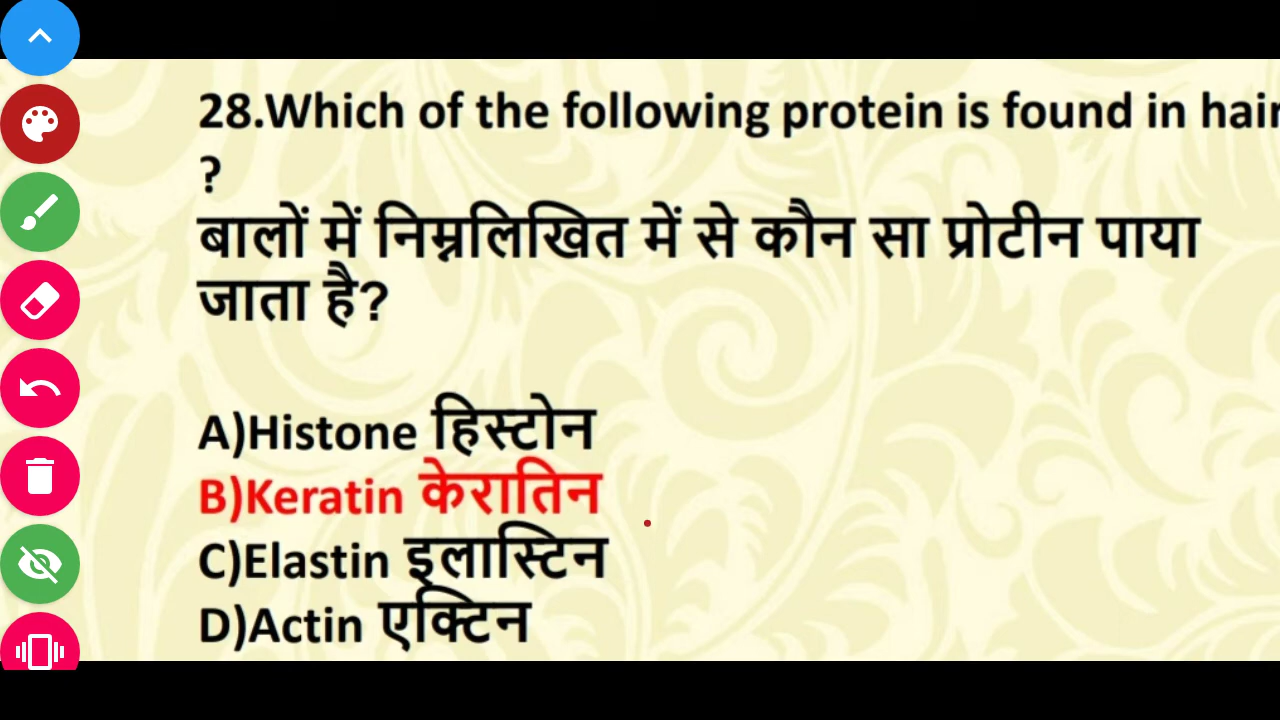 28.Which of the following protein is found in hair
?
बालों में निम्नलिखित में से कौन सा प्रोटीन पाया
जाता है?
A)Histone हिस्टोन
B)Keratin केरातिन
C)Elastin इलास्टिन
D)Actin एक्टिन